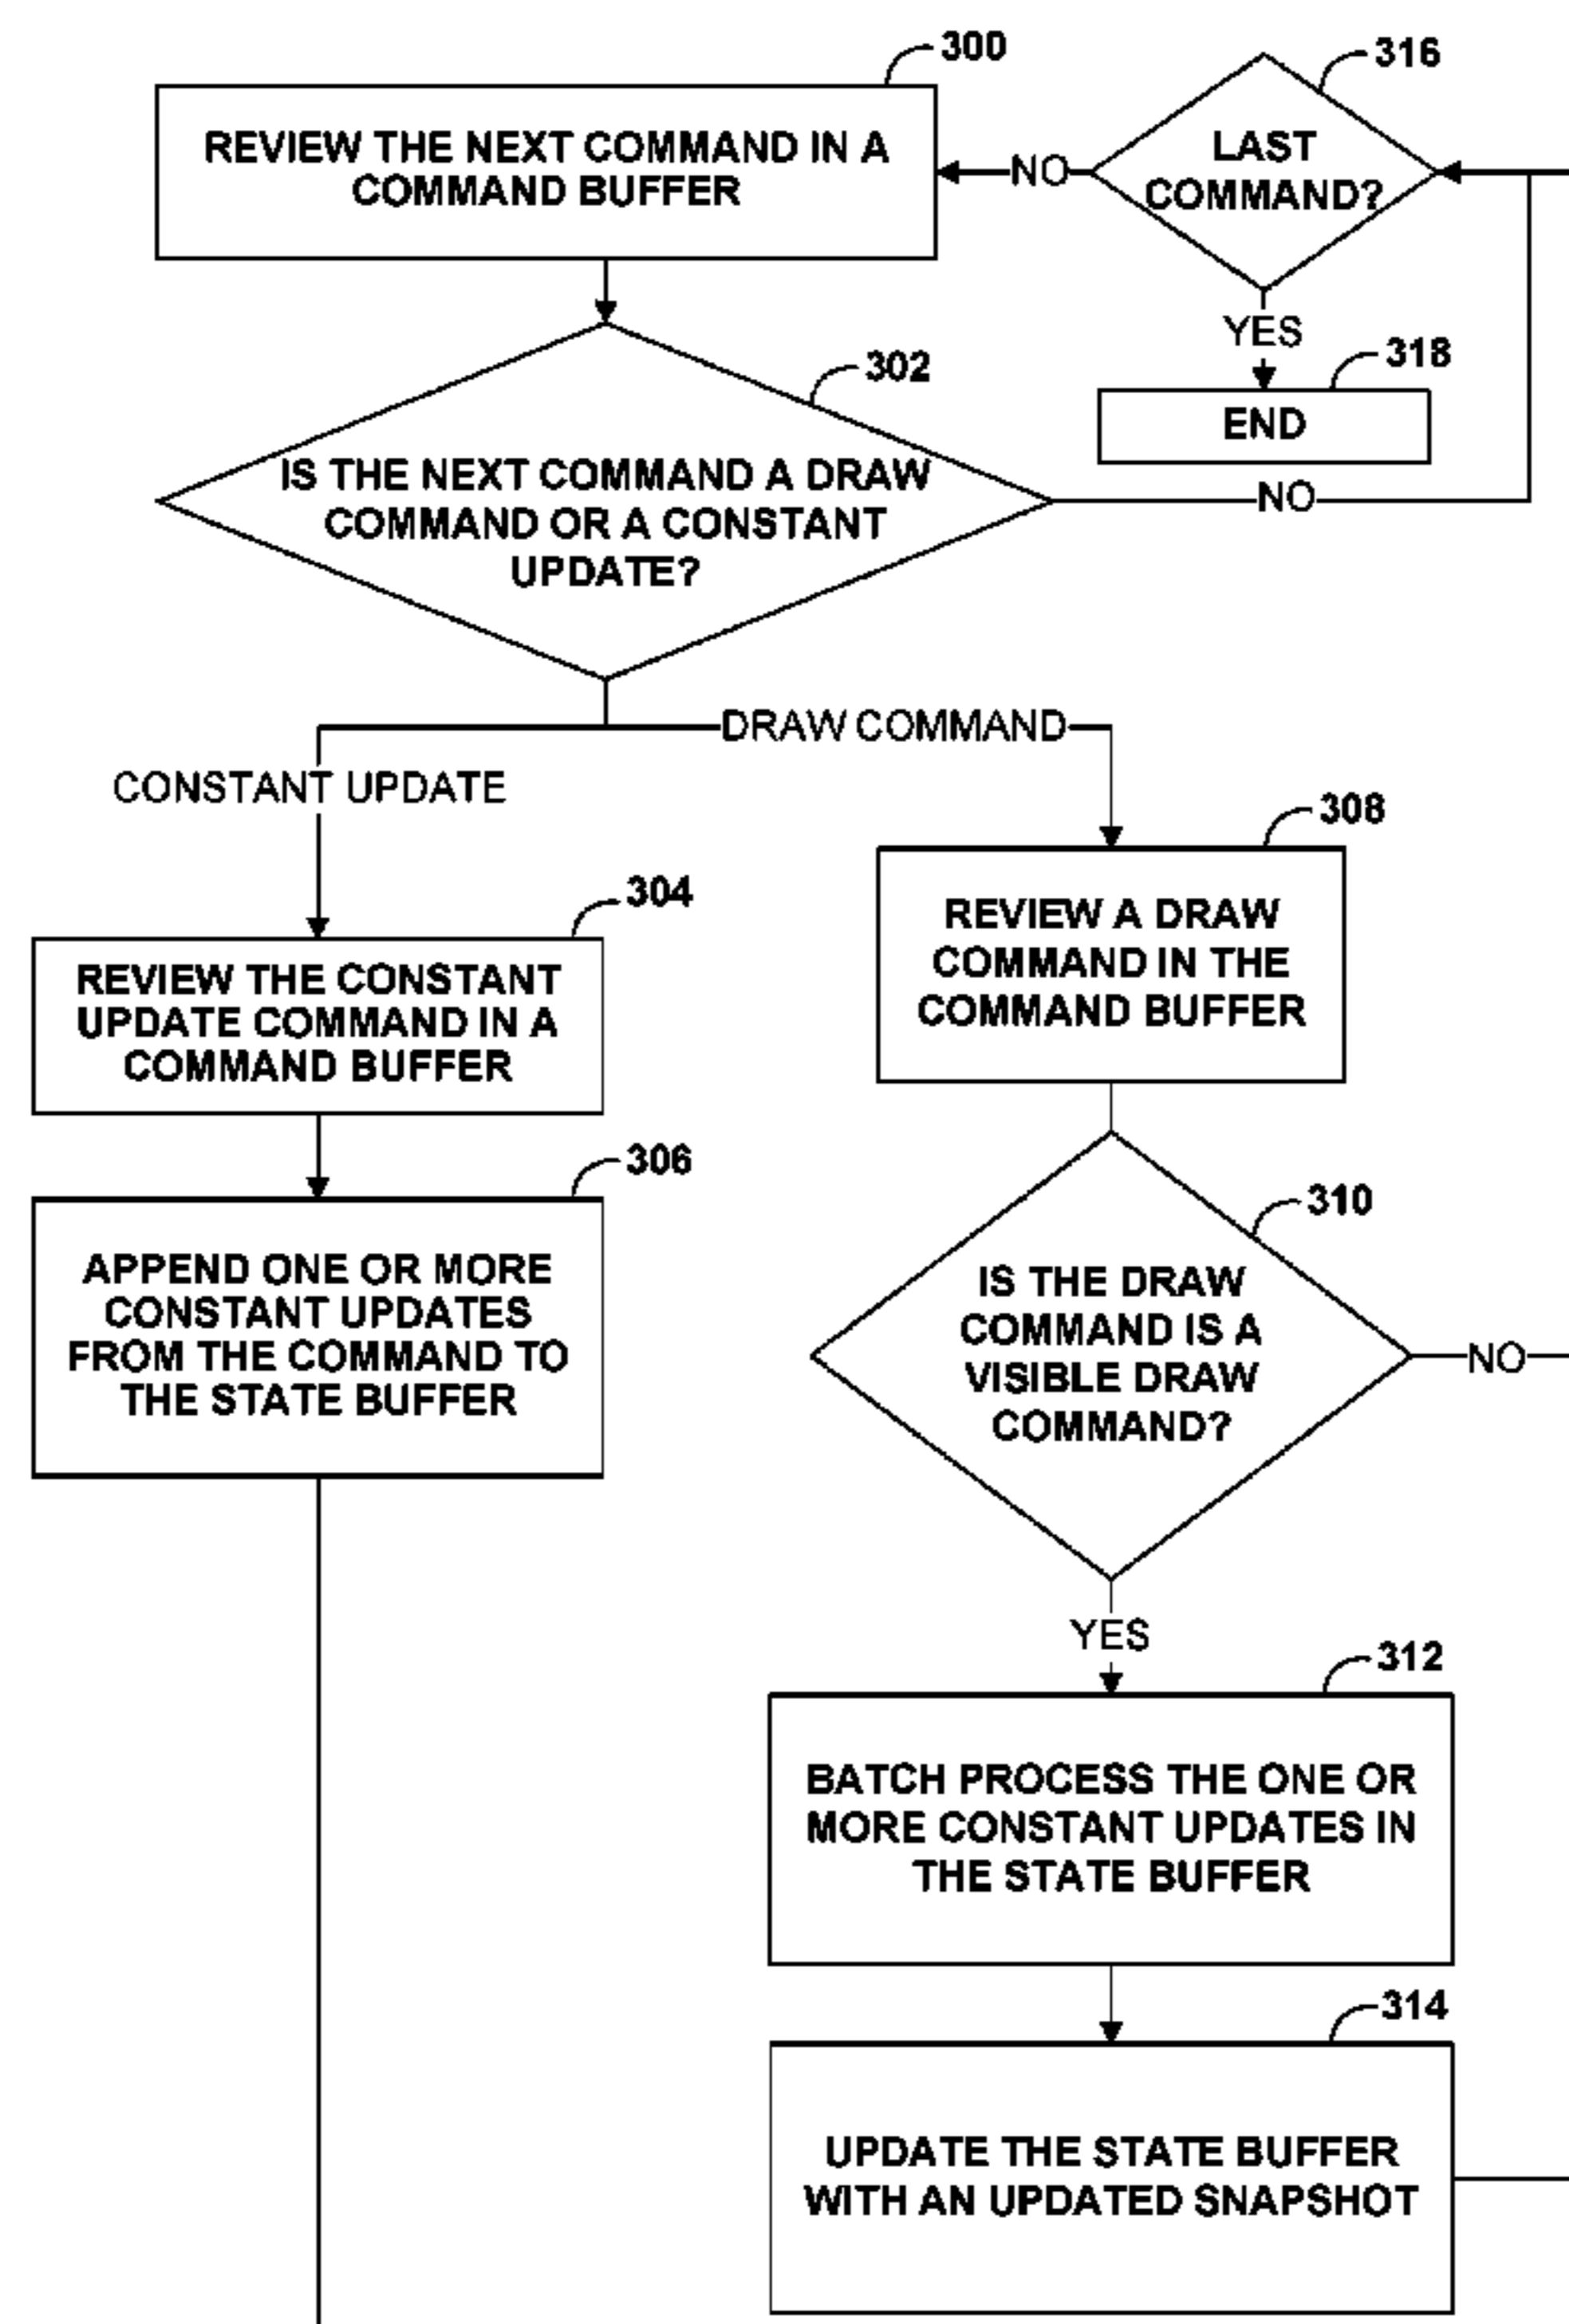 300
REVIEW THE NEXT COMMAND IN A
COMMAND BUFFER
316
LAST
COMMAND?
NO
YES
318
END
302
IS THE NEXT COMMAND A DRAW
COMMAND OR A CONSTANT
UPDATE?
NO
DRAW COMMAND
CONSTANT UPDATE
304
REVIEW THE CONSTANT
UPDATE COMMAND IN A
COMMAND BUFFER
306
APPEND ONE OR MORE
CONSTANT UPDATES
FROM THE COMMAND TO
THE STATE BUFFER
308
REVIEW A DRAW
COMMAND IN THE
COMMAND BUFFER
310
IS THE DRAW
COMMAND IS A
VISIBLE DRAW
COMMAND?
NO
YES
312
BATCH PROCESS THE ONE OR
MORE CONSTANT UPDATES IN
THE STATE BUFFER
314
UPDATE THE STATE BUFFER
WITH AN UPDATED SNAPSHOT